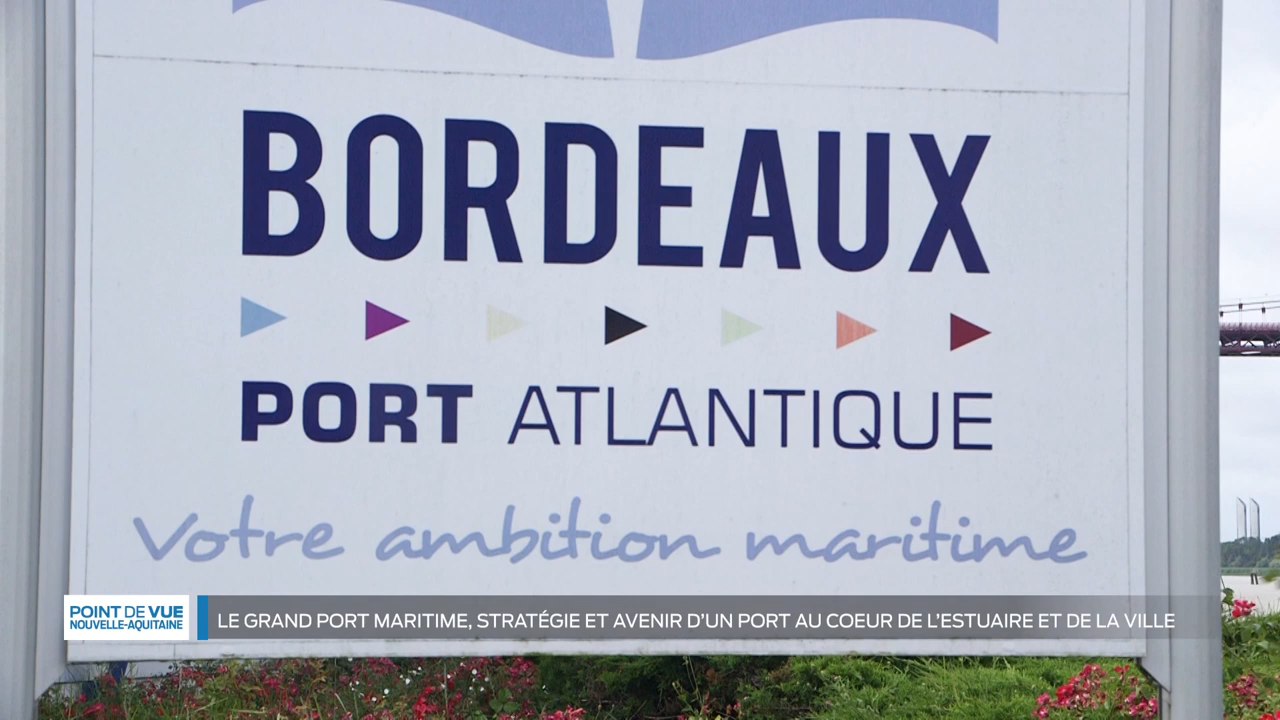 BORDEAUX
PORT ATLANTIQUE
Votre ambition maritime
POINT DE VUE
NOUVELLE-AQUITAINE
LE GRAND PORT MARITIME, STRATÉGIE ET AVENIR D'UN PORT AU COEUR DE L'ESTUAIRE ET DE LA VILLE